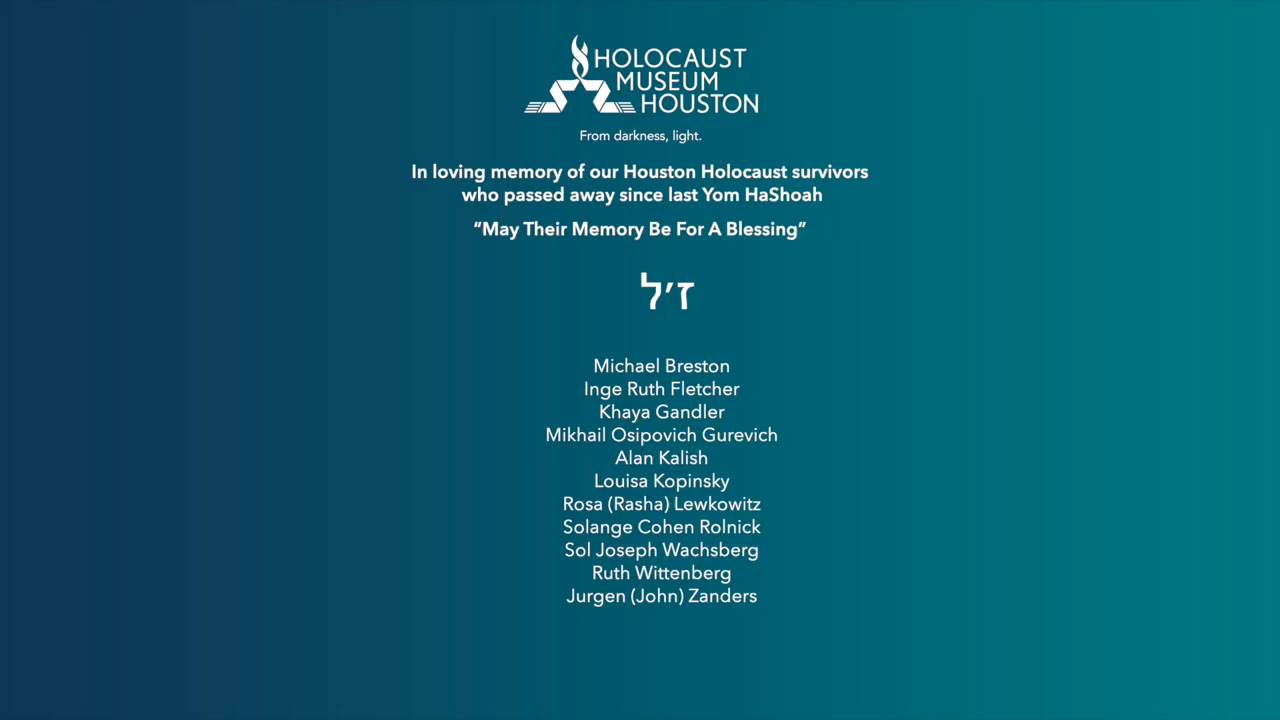 HOLOCAUST
MUSEUM
HOUSTON
From darkness, light.
In loving memory of our Houston Holocaust survivors
who passed away since last Yom HaShoah
“May Their Memory Be For A Blessing”
ז׳ל
Michael Breston
Inge Ruth Fletcher
Khaya Gandler
Mikhail Osipovich Gurevich
Alan Kalish
Louisa Kopinsky
Rosa (Rasha) Lewkowitz
Solange Cohen Rolnick
Sol Joseph Wachsberg
Ruth Wittenberg
Jurgen (John) Zanders